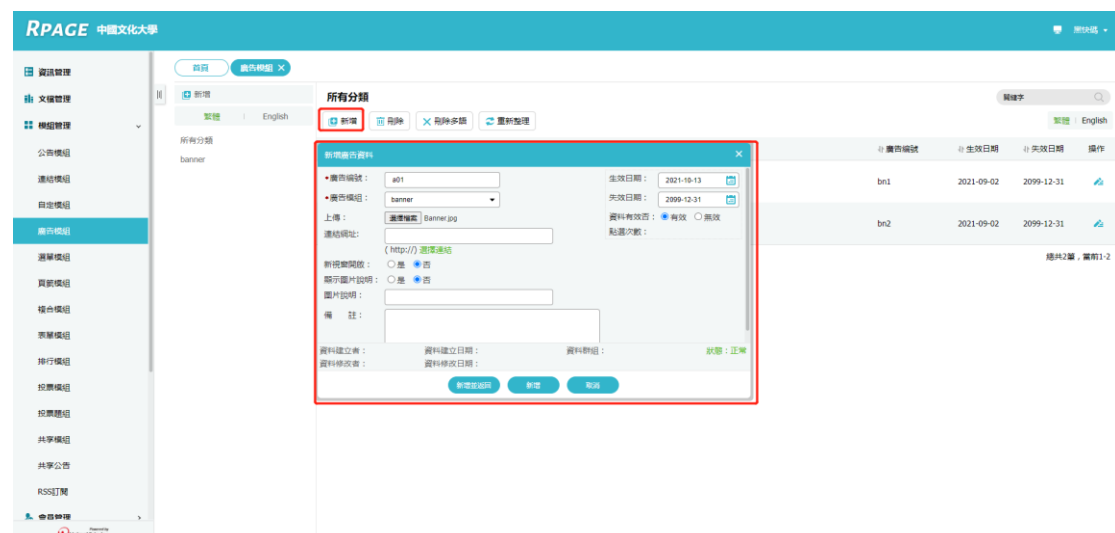 RPAGE 中國文化大學
資訊管理
文檔管理
模組管理
公告模組
連結模組
自定模組
廣告模組
選單模組
頁籤模組
複合模組
表單模組
排行模組
投票模組
投票題組
共享模組
共享公告
RSS訂閱
會員管理
首頁
廣告模組
新增
繁體 English
所有分類
banner
所有分類
關鍵字
新增 刪除 刪除多語 重新整理
繁體 English
廣告編號 生效日期 失效日期 操作
bn1 2021-09-02 2099-12-31
bn2 2021-09-02 2099-12-31
總共2筆，當前1-2
新增廣告資料
•廣告編號： a01
生效日期： 2021-10-13
•廣告模組： banner
失效日期： 2099-12-31
上傳： 選擇檔案 Banner.jpg
資料有效否： 有效 無效
連結網址:
點選次數：
( http://) 選擇連結
新視窗開啟： 是 否
顯示圖片說明： 是 否
圖片說明：
備 註：
資料建立者： 資料建立日期： 資料群組： 狀態：正常
資料修改者： 資料修改日期：
新增並返回 新增 取消